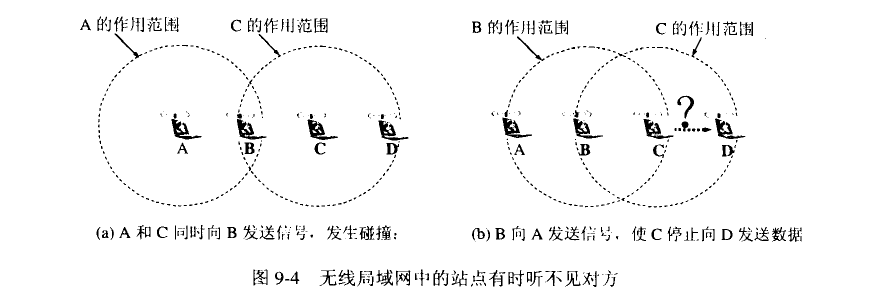 A 的作用范围
C 的作用范围
B 的作用范围
C 的作用范围
?
A
B
C
D
A
B
C
D
(a) A 和 C 同时向 B 发送信号，发生碰撞；
(b) B 向 A 发送信号，使 C 停止向 D 发送数据
图 9-4 无线局域网中的站点有时听不见对方